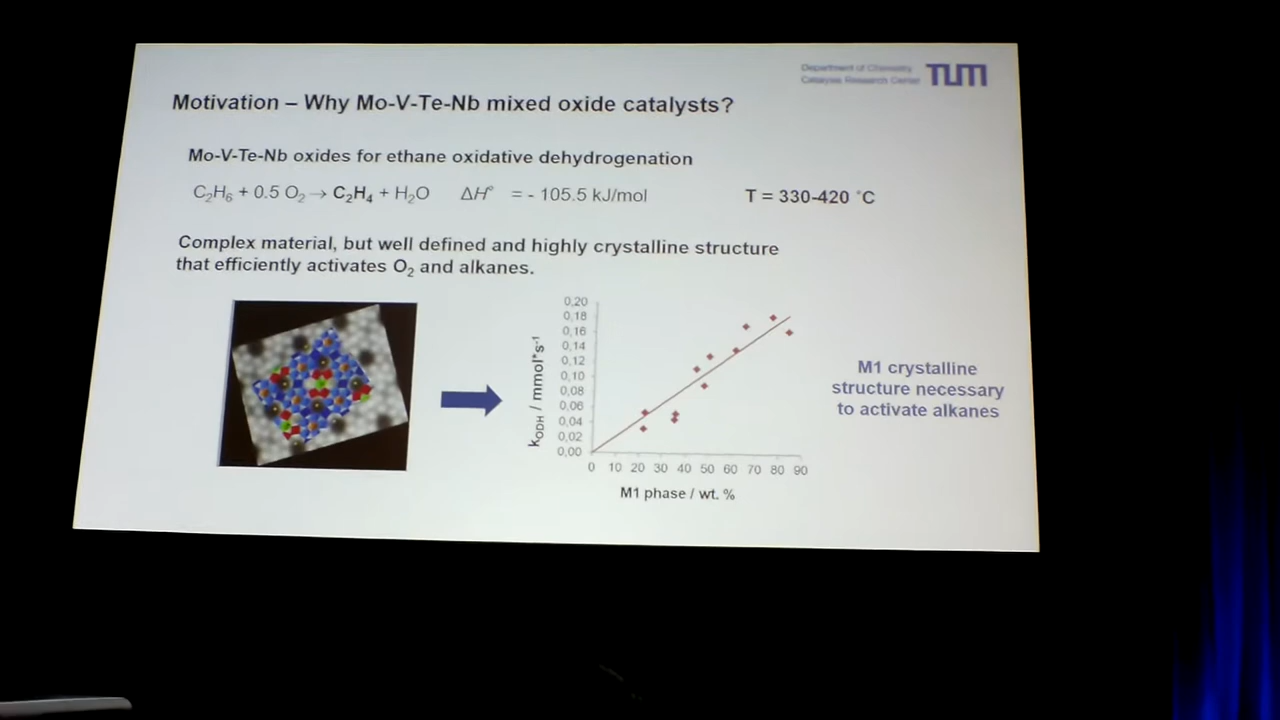 Department of Chemistry
Catalysis Research Center
TUM
Motivation – Why Mo-V-Te-Nb mixed oxide catalysts?
Mo-V-Te-Nb oxides for ethane oxidative dehydrogenation
C₂H₆ + 0.5 O₂ → C₂H₄ + H₂O ΔH° = - 105.5 kJ/mol T = 330-420 °C
Complex material, but well defined and highly crystalline structure
that efficiently activates O₂ and alkanes.
0,20
0,18
0,16
0,14
0,12
0,10
0,08
0,06
0,04
0,02
0,00
kODH / mmol*s⁻¹
0 10 20 30 40 50 60 70 80 90
M1 phase / wt. %
M1 crystalline
structure necessary
to activate alkanes